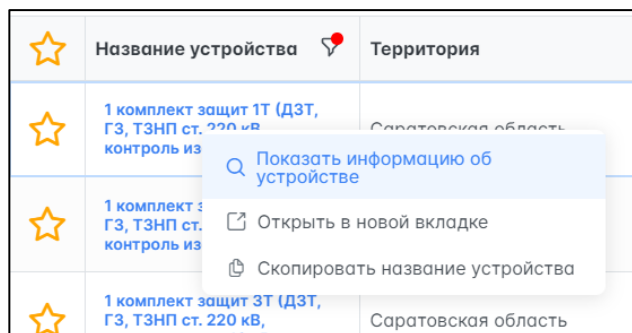 Название устройства
Территория
1 комплект защит 1Т (ДЗТ,
ГЗ, ТЗНП ст. 220 кВ
контроль из
Саратовская область
Показать информацию об
устройстве
1 комплект з
ГЗ, ТЗНП ст.
контроль из
Открыть в новой вкладке
Скопировать название устройства
1 комплект защит 3Т (ДЗТ,
ГЗ, ТЗНП ст. 220 кВ,
Саратовская область